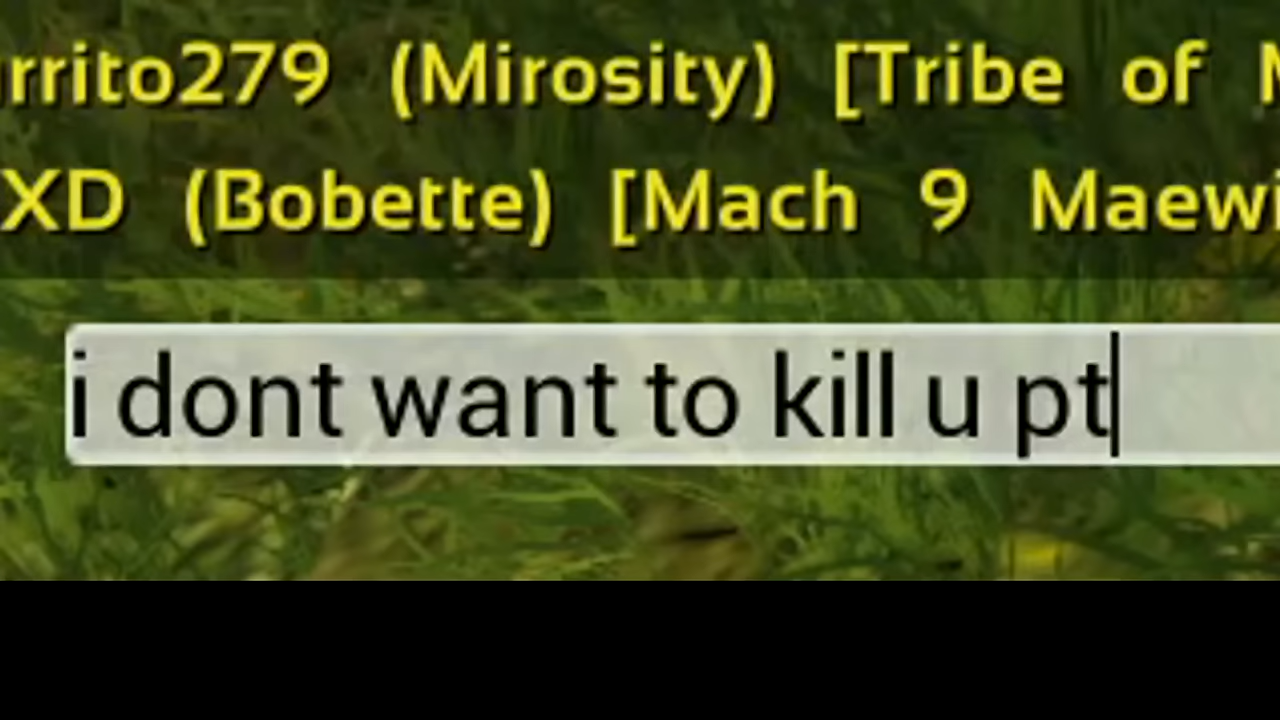 rrito279 (Mirosity) [Tribe of
XD (Bobette) [Mach 9 Maewi
i dont want to kill u pt